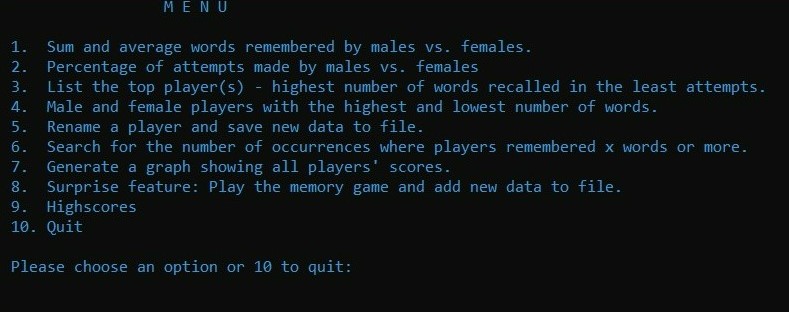 M E N U
1. Sum and average words remembered by males vs. females.
2. Percentage of attempts made by males vs. females
3. List the top player(s) - highest number of words recalled in the least attempts.
4. Male and female players with the highest and lowest number of words.
5. Rename a player and save new data to file.
6. Search for the number of occurrences where players remembered x words or more.
7. Generate a graph showing all players' scores.
8. Surprise feature: Play the memory game and add new data to file.
9. Highscores
10. Quit
Please choose an option or 10 to quit: